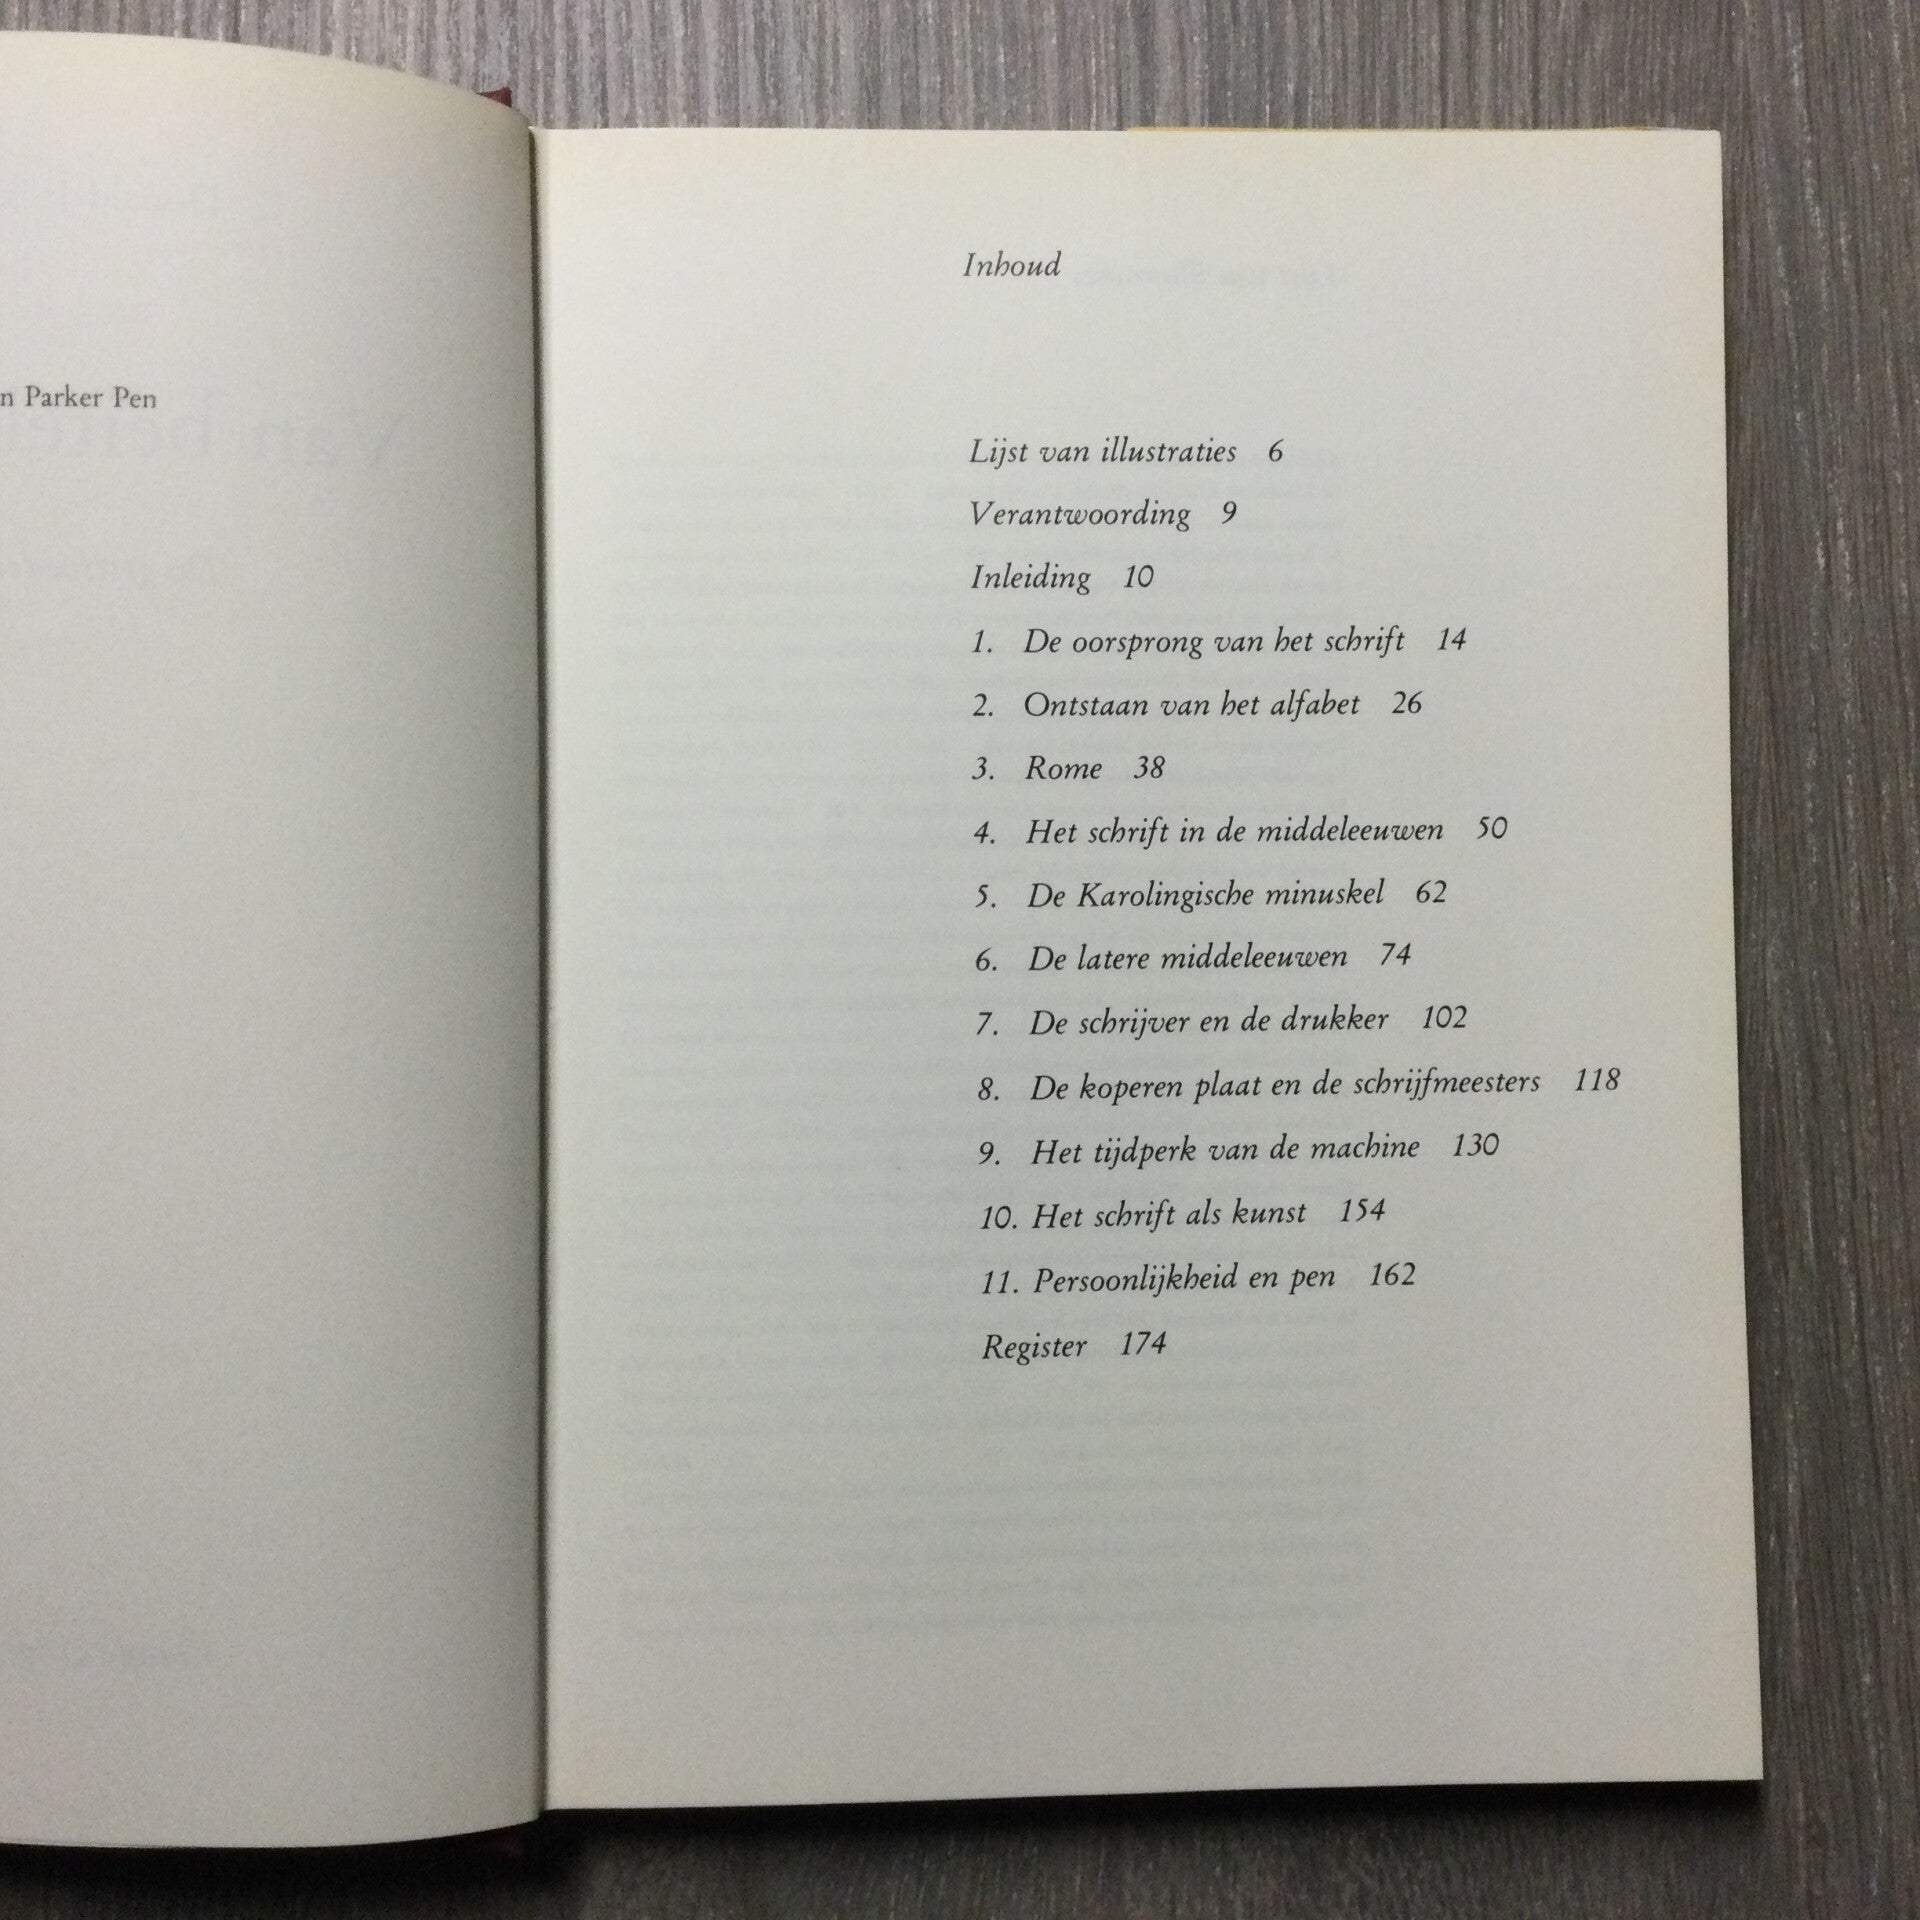 n Parker Pen
Inhoud
Lijst van illustraties 6
Verantwoording 9
Inleiding 10
1. De oorsprong van het schrift 14
2. Ontstaan van het alfabet 26
3. Rome 38
4. Het schrift in de middeleeuwen 50
5. De Karolingische minuskel 62
6. De latere middeleeuwen 74
7. De schrijver en de drukker 102
8. De koperen plaat en de schrijfmeesters 118
9. Het tijdperk van de machine 130
10. Het schrift als kunst 154
11. Persoonlijkheid en pen 162
Register 174